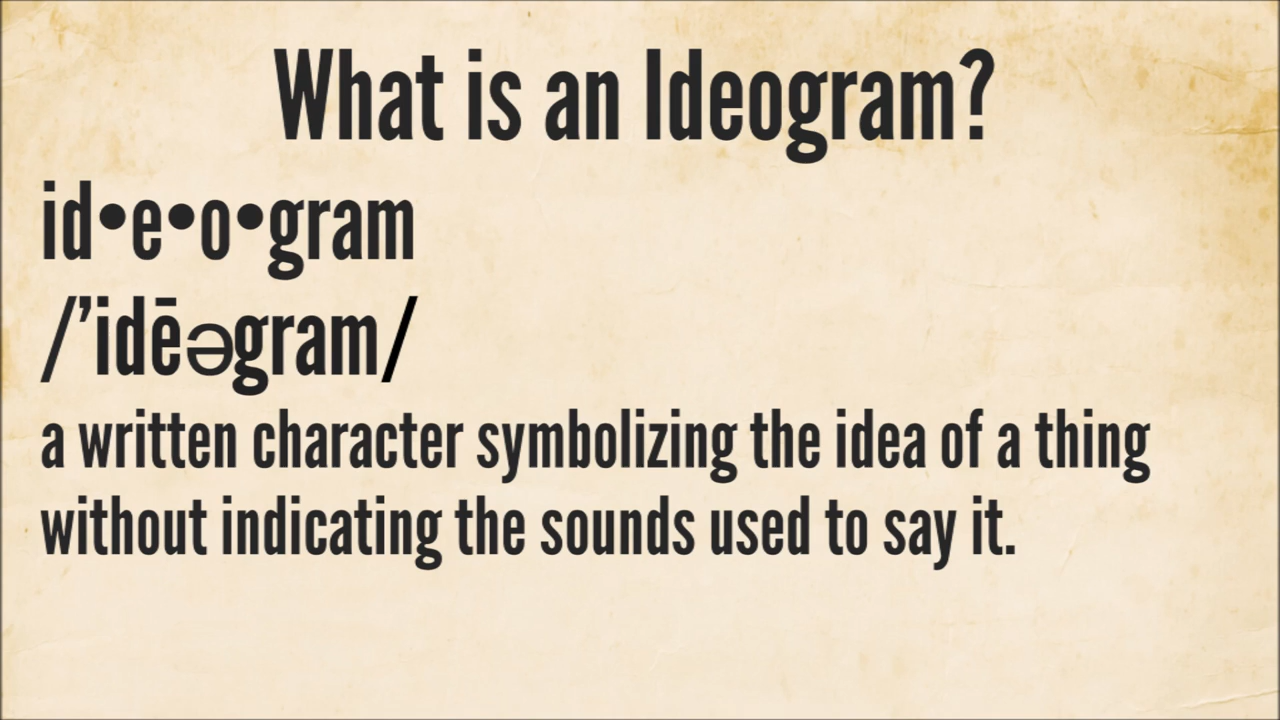 What is an Ideogram?
id•e•o•gram
/’idēəgram/
a written character symbolizing the idea of a thing
without indicating the sounds used to say it.